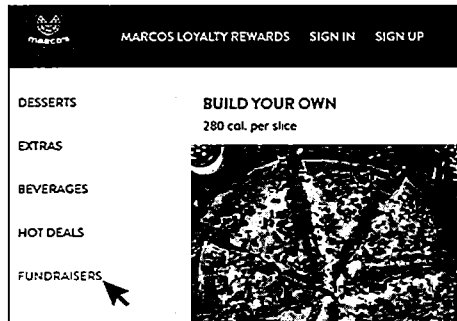 marco's
MARCOS LOYALTY REWARDS SIGN IN SIGN UP
DESSERTS
EXTRAS
BEVERAGES
HOT DEALS
FUNDRAISERS
BUILD YOUR OWN
280 cal. per slice